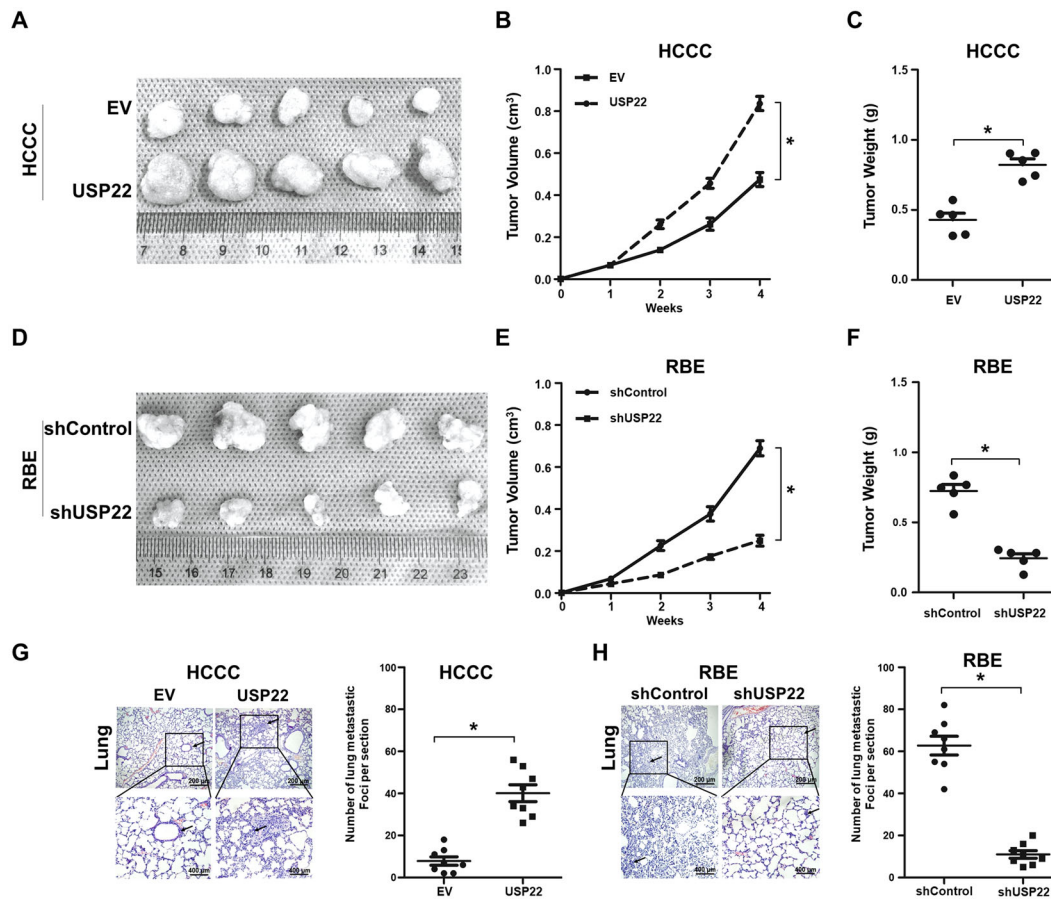 A
HCCC
EV
USP22
7 8 9 10 11 12 13 14 15
B
HCCC
EV
USP22
Tumor Volume (cm³)
1.0
0.8
0.6
0.4
0.2
0.0
0 1 2 3 4
Weeks
*
C
HCCC
Tumor Weight (g)
1.5
1.0
0.5
0.0
*
EV USP22
D
RBE
shControl
shUSP22
15 16 17 18 19 20 21 22 23
E
RBE
shControl
shUSP22
Tumor Volume (cm³)
1.0
0.8
0.6
0.4
0.2
0.0
0 1 2 3 4
Weeks
*
F
RBE
Tumor Weight (g)
1.5
1.0
0.5
0.0
*
shControl shUSP22
G
HCCC
EV USP22
Lung
200 μm 200 μm
400 μm 400 μm
HCCC
Number of lung metastastic
Foci per section
100
80
60
40
20
0
*
EV USP22
H
RBE
shControl shUSP22
Lung
200 μm 200 μm
400 μm 400 μm
RBE
Number of lung metastastic
Foci per section
100
80
60
40
20
0
*
shControl shUSP22